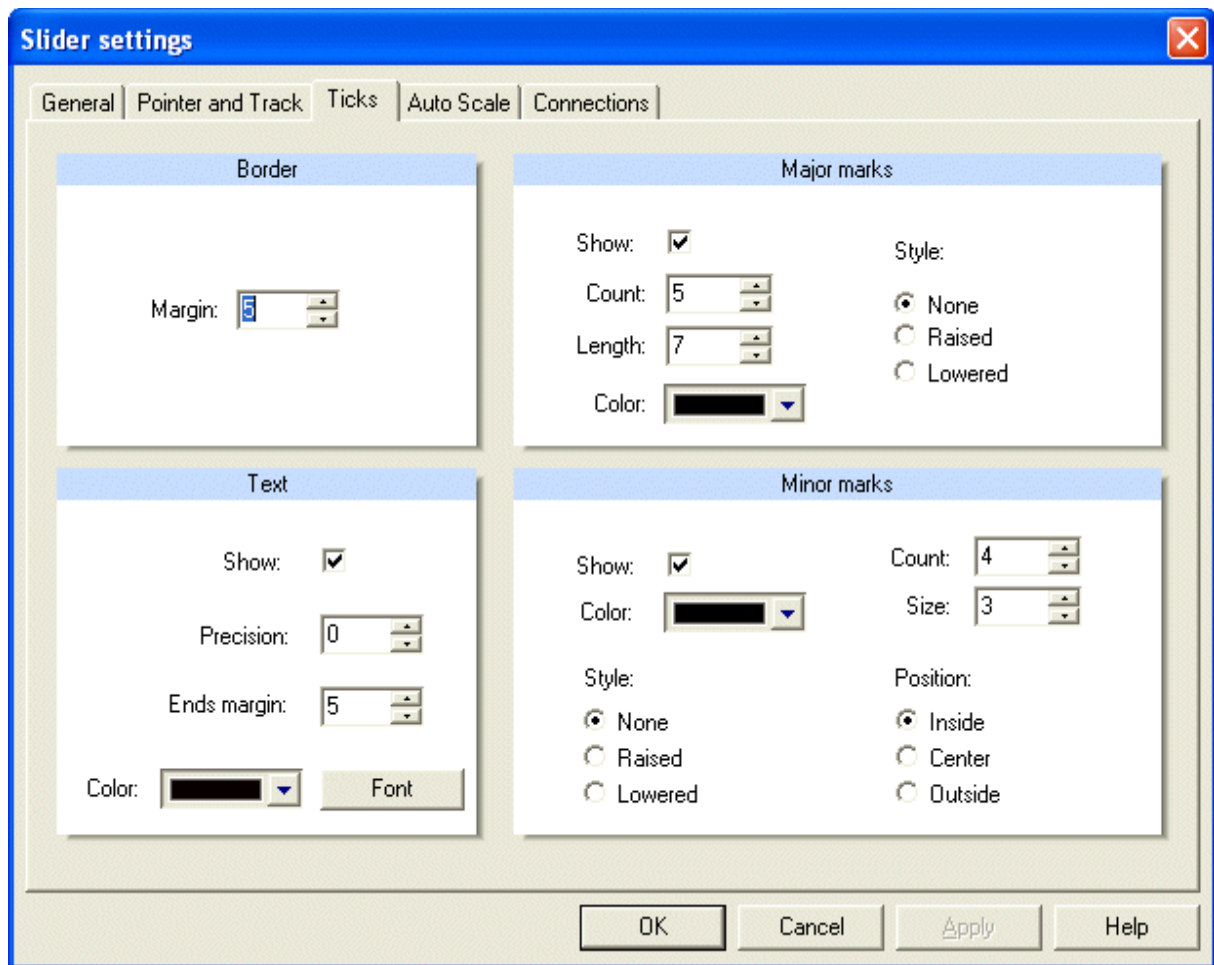 Slider settings
General Pointer and Track Ticks Auto Scale Connections
Border
Margin: 5
Major marks
Show:
Count: 5
Length: 7
Color:
Style:
None
Raised
Lowered
Text
Show:
Precision: 0
Ends margin: 5
Color: Font
Minor marks
Show:
Color:
Count: 4
Size: 3
Style:
None
Raised
Lowered
Position:
Inside
Center
Outside
OK Cancel Apply Help